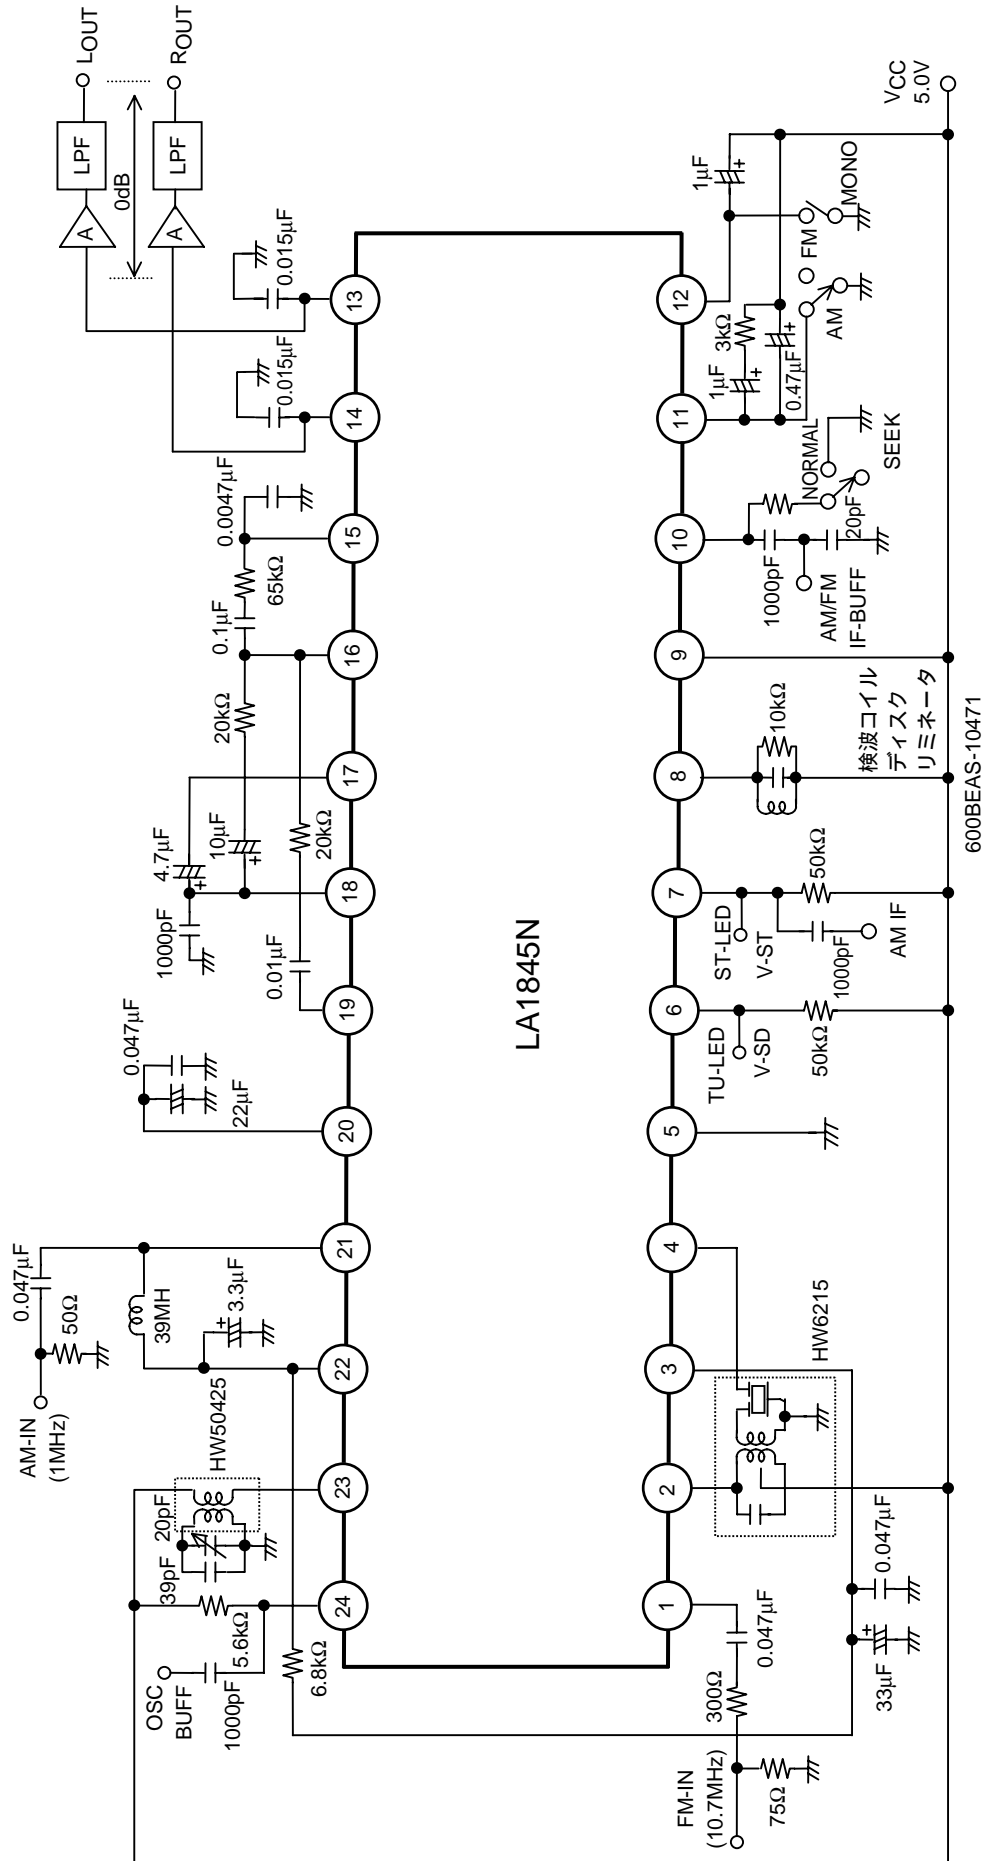 LOUT
ROUT
LPF
LPF
0dB
A
A
0.015µF
0.015µF
0.0047µF
65kΩ
0.1µF
20kΩ
4.7µF
10µF
20kΩ
1000pF
0.01µF
0.047µF
22µF
0.047µF
50Ω
AM-IN
(1MHz)
39MH
3.3µF
HW50425
20pF
39pF
5.6kΩ
OSC
BUFF
1000pF
6.8kΩ
24
23
22
21
20
19
18
17
16
15
14
13
LA1845N
1
2
3
4
5
6
7
8
9
10
11
12
FM-IN
(10.7MHz)
75Ω
300Ω
0.047µF
33µF
0.047µF
HW6215
TU-LED
V-SD
50kΩ
ST-LED
V-ST
1000pF
AM IF
50kΩ
10kΩ
検波コイル
ディスク
リミネータ
600BEAS-10471
1000pF
AM/FM
IF-BUFF
20pF
NORMAL
SEEK
1µF
3kΩ
0.47µF
AM
FM
MONO
1µF
+
+
+
+
+
+
+
VCC
5.0V